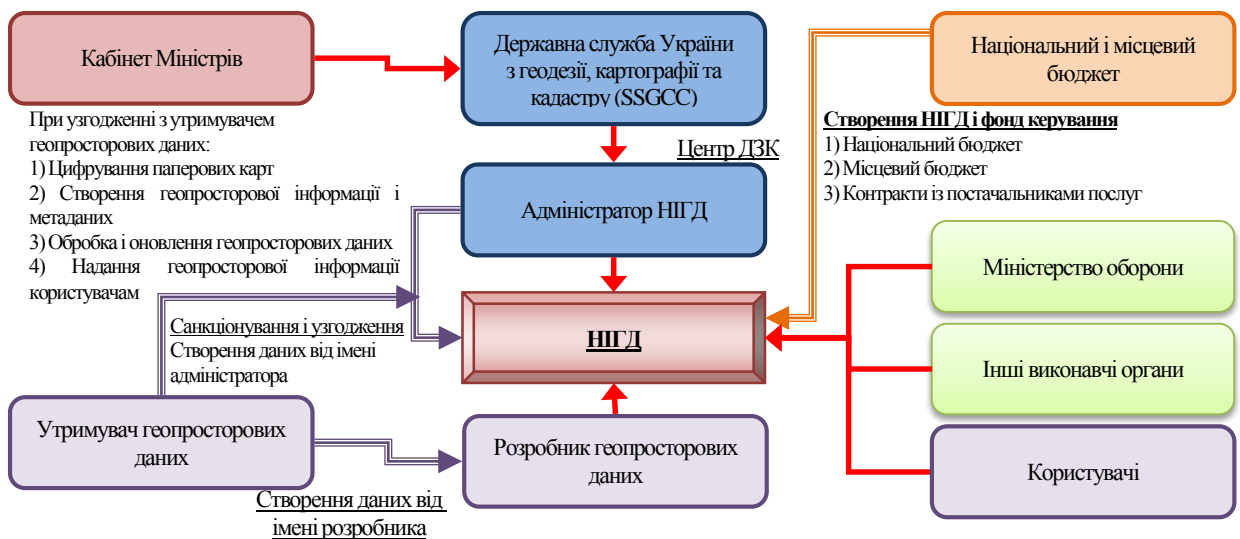 Кабінет Міністрів
Державна служба України
з геодезії, картографії та
кадастру (SSGCC)
Національний і місцевий
бюджет
При узгодженні з утримувачем
геопросторових даних:
1) Цифрування паперових карт
2) Створення геопросторової інформації і
метаданих
3) Обробка і оновлення геопросторових даних
4) Надання геопросторової інформації
користувачам
Центр ДЗК
Адміністратор НІГД
Створення НІГД і фонд керування
1) Національний бюджет
2) Місцевий бюджет
3) Контракти із постачальниками послуг
Міністерство оборони
Санкціонування і узгодження
Створення даних від імені
адміністратора
НІГД
Інші виконавчі органи
Утримувач геопросторових
даних
Розробник геопросторових
даних
Користувачі
Створення даних від
імені розробника